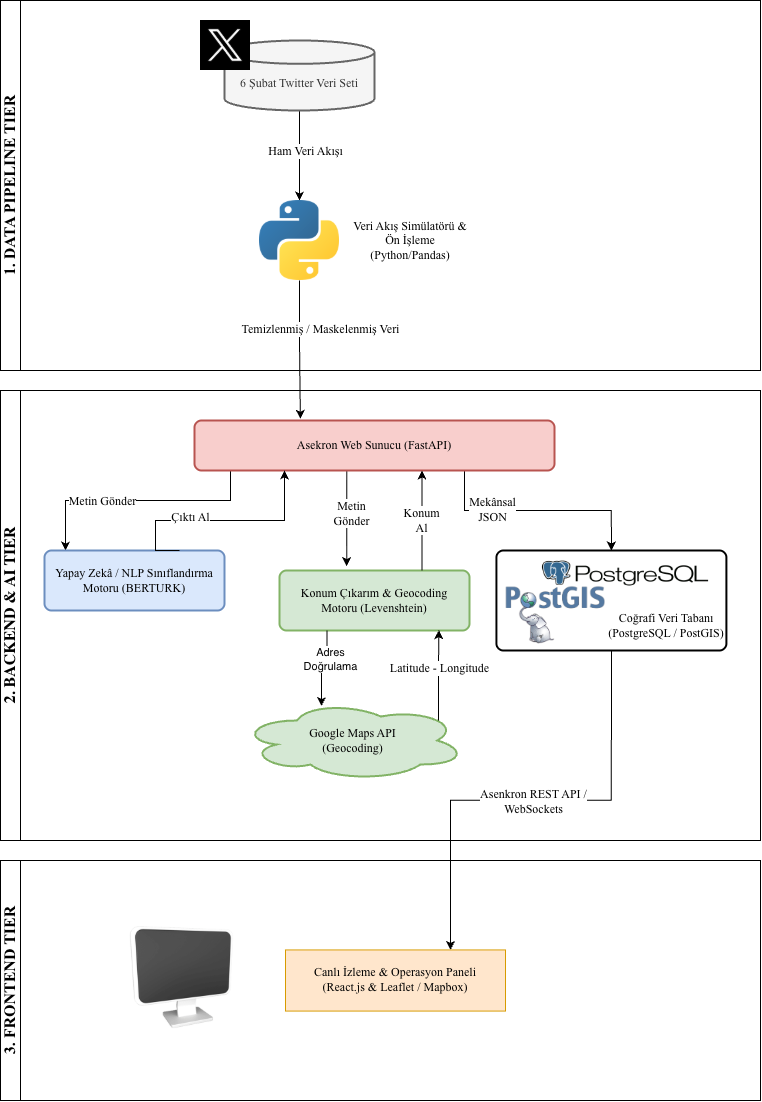 1. DATA PIPELINE TIER
6 Şubat Twitter Veri Seti
Ham Veri Akışı
Veri Akış Simülatörü &
Ön İşleme
(Python/Pandas)
Temizlenmiş / Maskelenmiş Veri
2. BACKEND & AI TIER
Asekron Web Sunucu (FastAPI)
Metin Gönder
Çıktı Al
Metin
Gönder
Konum
Al
Mekânsal
JSON
Yapay Zekâ / NLP Sınıflandırma
Motoru (BERTURK)
Konum Çıkarım & Geocoding
Motoru (Levenshtein)
PostgreSQL
PostGIS
Coğrafi Veri Tabanı
(PostgreSQL / PostGIS)
Adres
Doğrulama
Latitude - Longitude
Google Maps API
(Geocoding)
Asenkron REST API /
WebSockets
3. FRONTEND TIER
Canlı İzleme & Operasyon Paneli
(React.js & Leaflet / Mapbox)